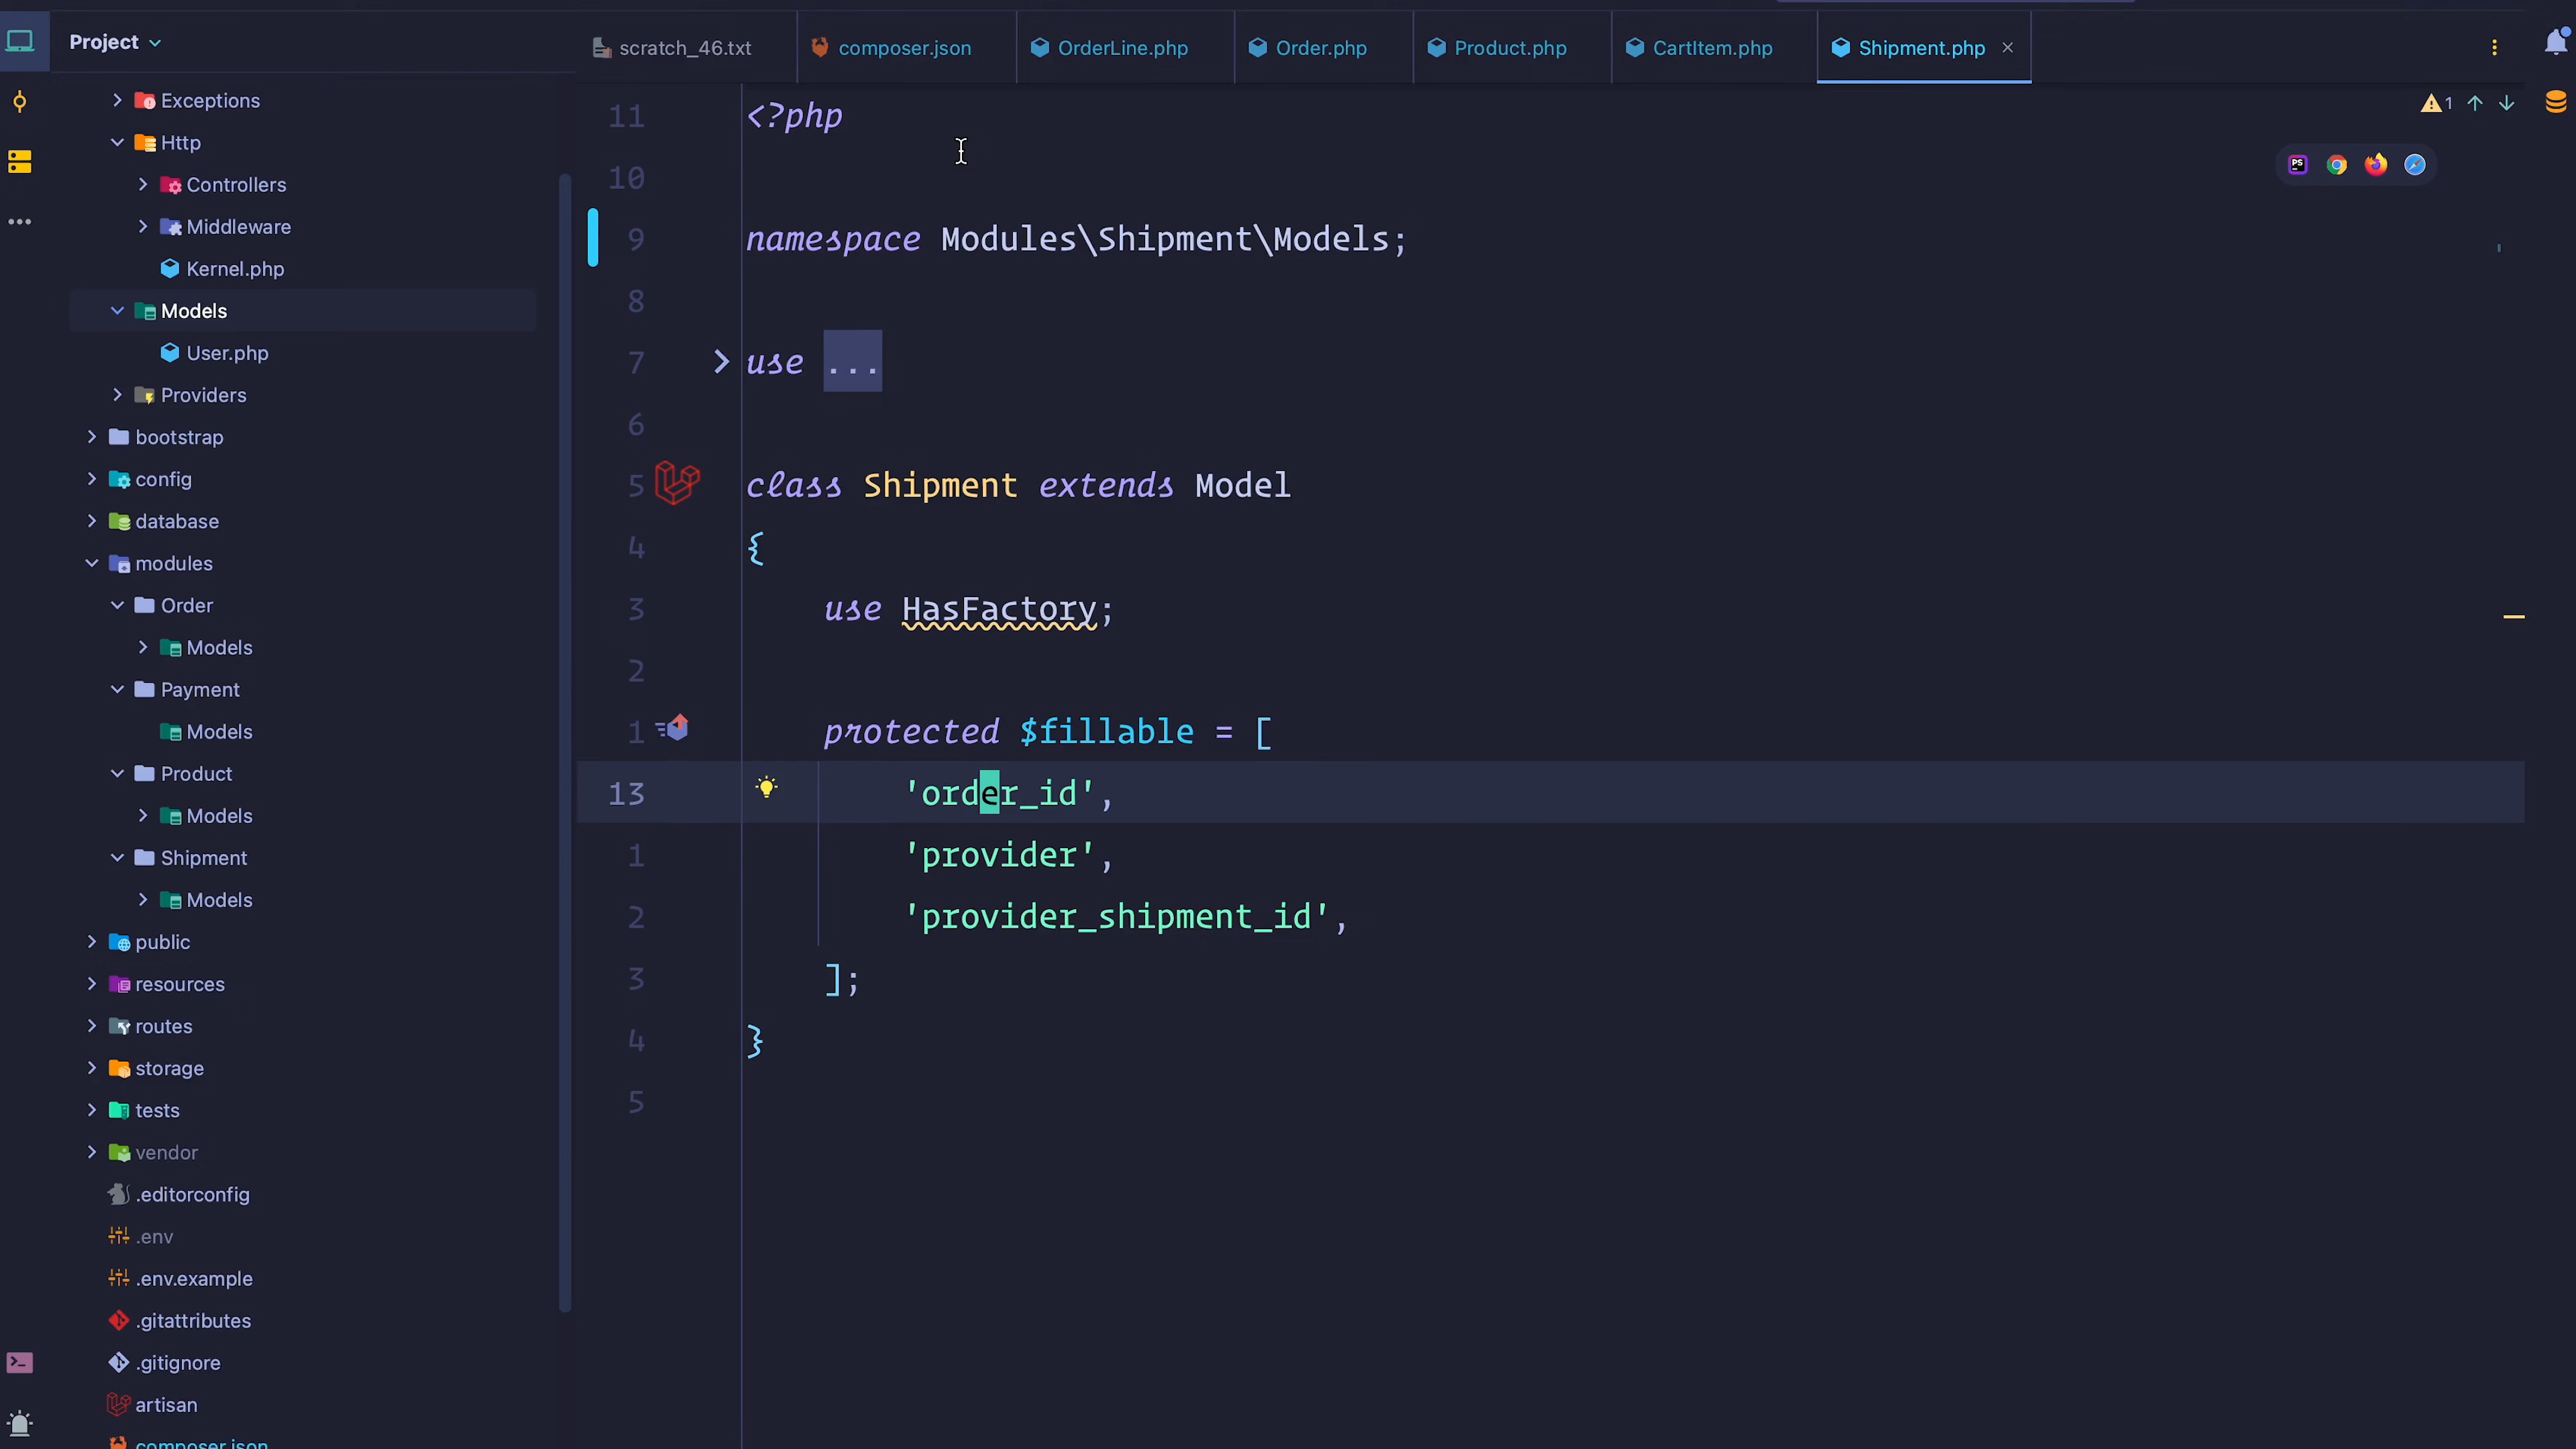 Project
Exceptions
Http
Controllers
Middleware
Kernel.php
Models
User.php
Providers
bootstrap
config
database
modules
Order
Models
Payment
Models
Product
Models
Shipment
Models
public
resources
routes
storage
tests
vendor
.editorconfig
.env
.env.example
.gitattributes
.gitignore
artisan
composer.json
scratch_46.txt
composer.json
OrderLine.php
Order.php
Product.php
CartItem.php
Shipment.php
1
PS
11 <?php
10
9 namespace Modules\Shipment\Models;
8
7 use ...
6
5 class Shipment extends Model
4 {
3 use HasFactory;
2
1 protected $fillable = [
13 'order_id',
1 'provider',
2 'provider_shipment_id',
3 ];
4 }
5